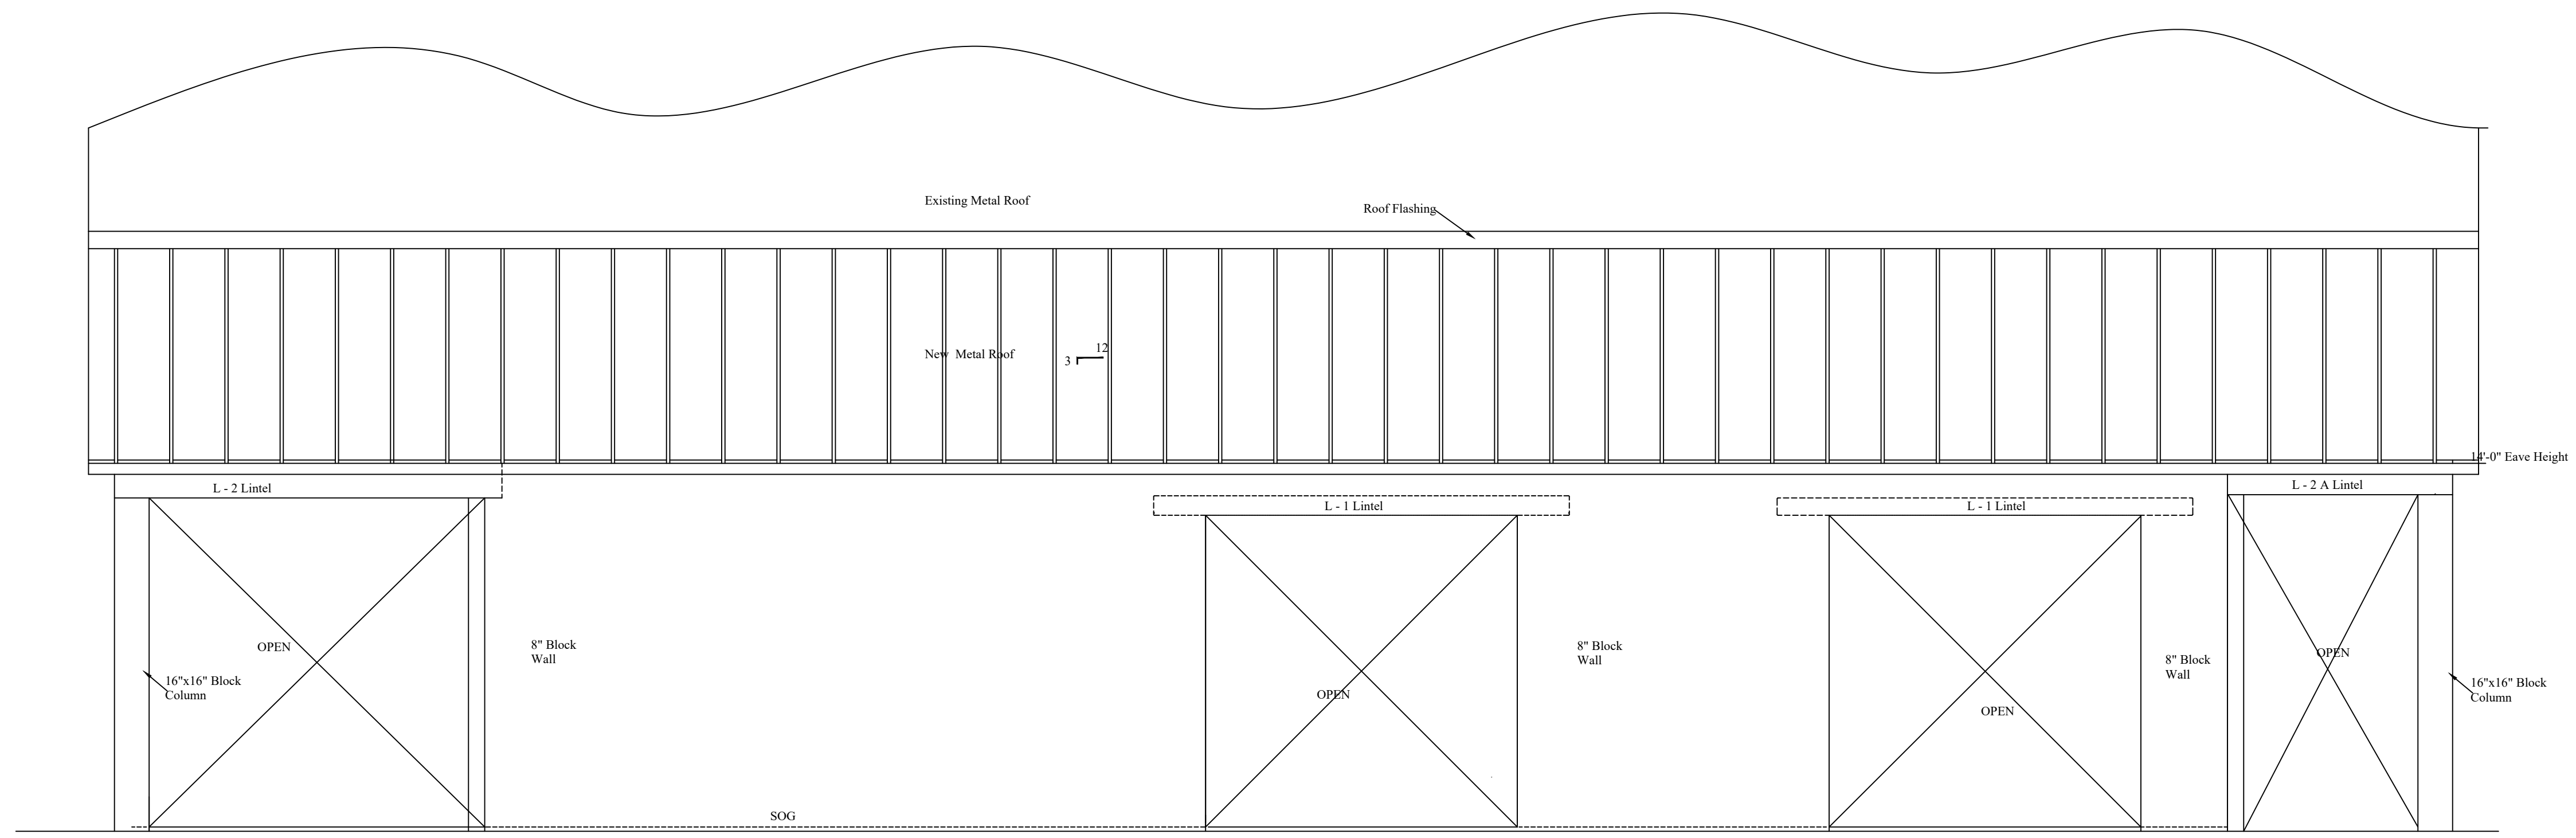 Existing Metal Roof
Roof Flashing
New  Metal Roof
12
3
14'-0" Eave Height
L - 2 Lintel
L - 1 Lintel
L - 1 Lintel
L - 2 A Lintel
OPEN
8" Block
Wall
8" Block
Wall
8" Block
Wall
OPEN
16"x16" Block
Column
OPEN
OPEN
16"x16" Block
Column
SOG